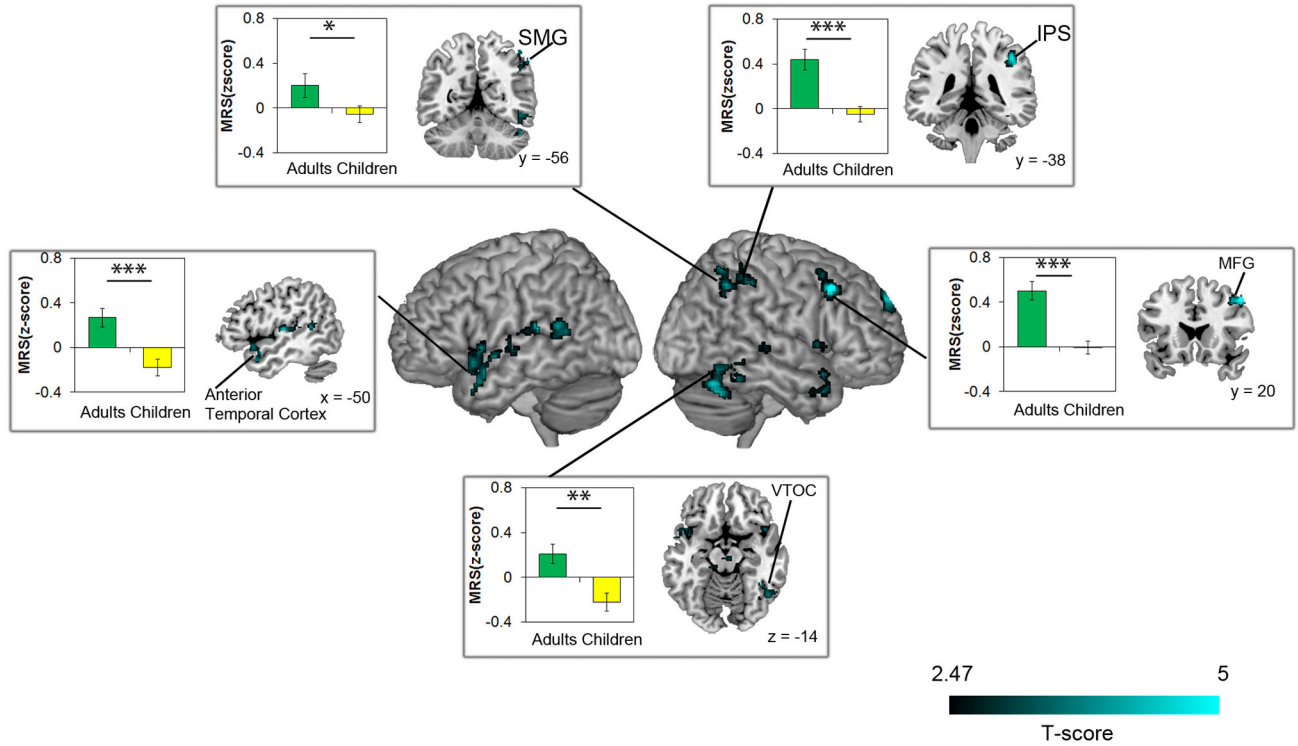 0.8
*
0.4
0
-0.4
MRS(zscore)
Adults Children
SMG
y = -56
0.8
***
0.4
0
-0.4
MRS(zscore)
Adults Children
IPS
y = -38
0.8
***
0.4
0
-0.4
MRS(z-score)
Adults Children
Anterior
Temporal Cortex
x = -50
0.8
***
0.4
0
-0.4
MRS(zscore)
Adults Children
MFG
y = 20
0.8
**
0.4
0
-0.4
MRS(z-score)
Adults Children
VTOC
z = -14
2.47 5
T-score